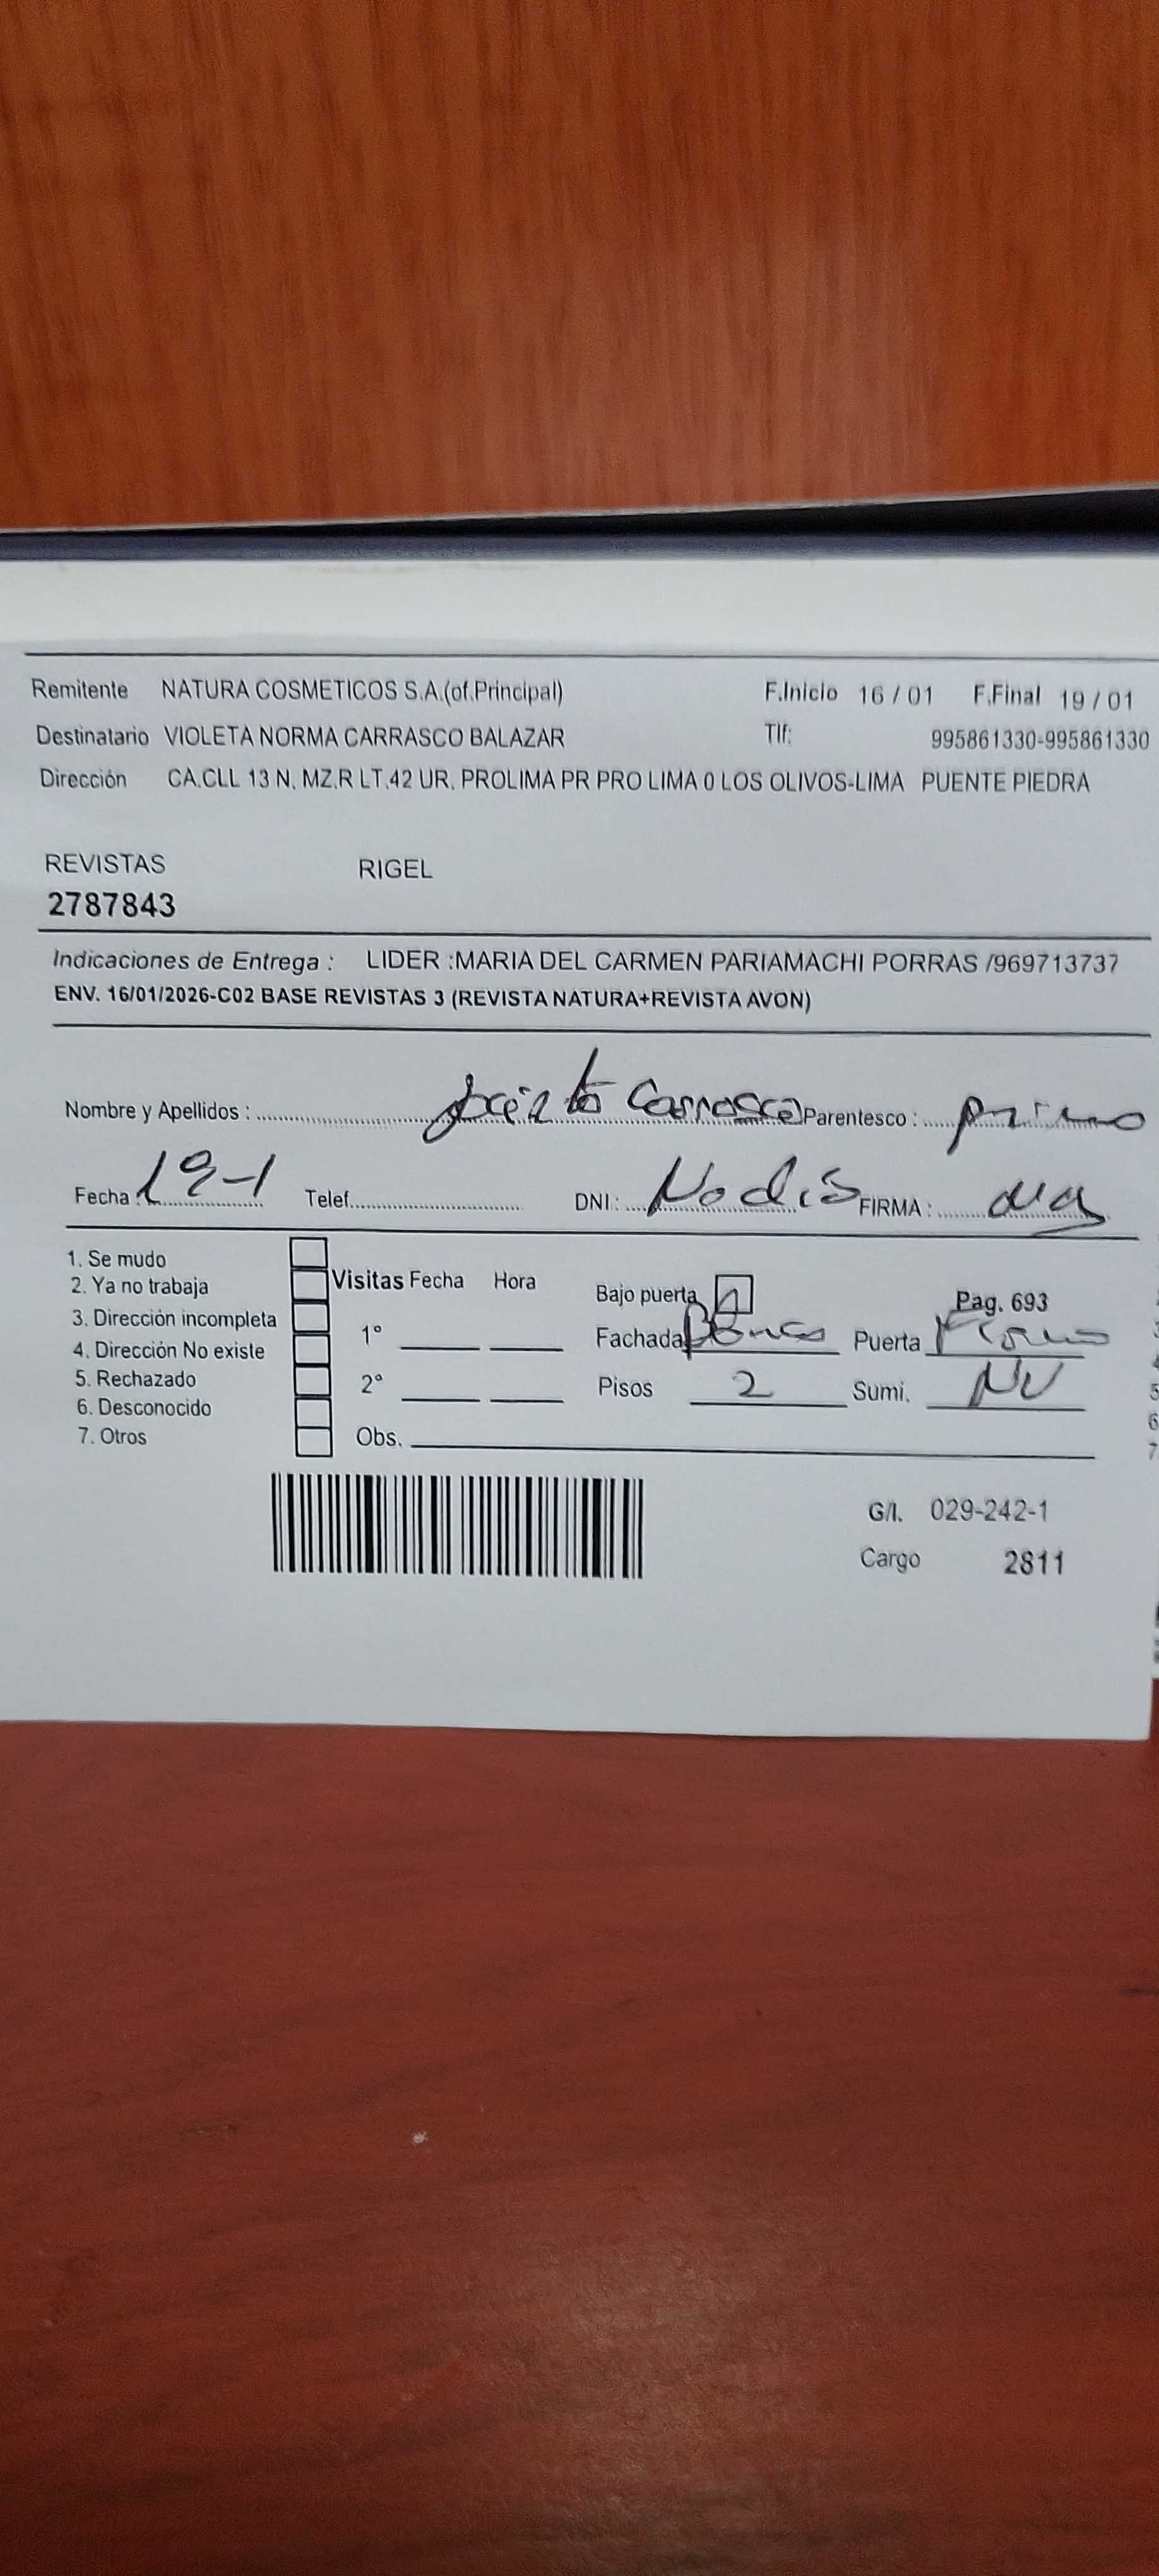 Remitente NATURA COSMETICOS S.A.(of.Principal) F.Inicio 16 / 01 F.Final 19 / 01
Destinatario VIOLETA NORMA CARRASCO BALAZAR Tlf: 995861330-995861330
Dirección CA.CLL 13 N. MZ.R LT.42 UR. PROLIMA PR PRO LIMA 0 LOS OLIVOS-LIMA PUENTE PIEDRA
REVISTAS RIGEL
2787843
Indicaciones de Entrega : LIDER :MARIA DEL CARMEN PARIAMACHI PORRAS /969713737
ENV. 16/01/2026-C02 BASE REVISTAS 3 (REVISTA NATURA+REVISTA AVON)
Nombre y Apellidos : Carrasco Parentesco : primo
Fecha : 19-1 Telef. DNI : No dio FIRMA :
1. Se mudo
2. Ya no trabaja Visitas Fecha Hora Bajo puerta Pag. 693
3. Dirección incompleta 1° Fachada Puerta
4. Dirección No existe
5. Rechazado 2° Pisos 2 Sumi. NV
6. Desconocido
7. Otros Obs.
G/I. 029-242-1
Cargo 2811